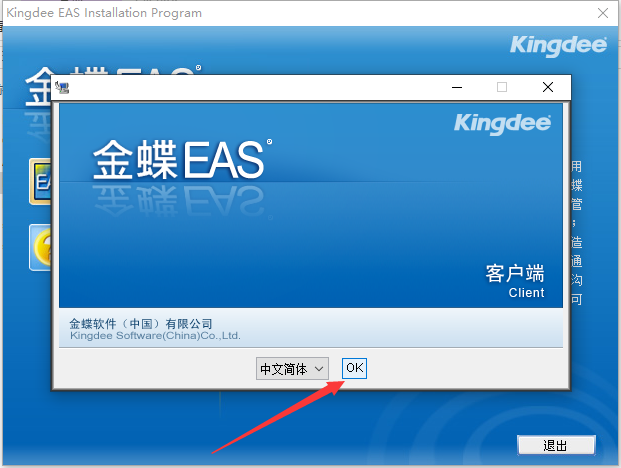 Kingdee EAS Installation Program
Kingdee
金蝶EAS
Kingdee
金蝶EAS
用
蝶
管
造
通
沟
可
客户端
Client
金蝶软件（中国）有限公司
Kingdee Software(China)Co.,Ltd.
中文简体
OK
退出